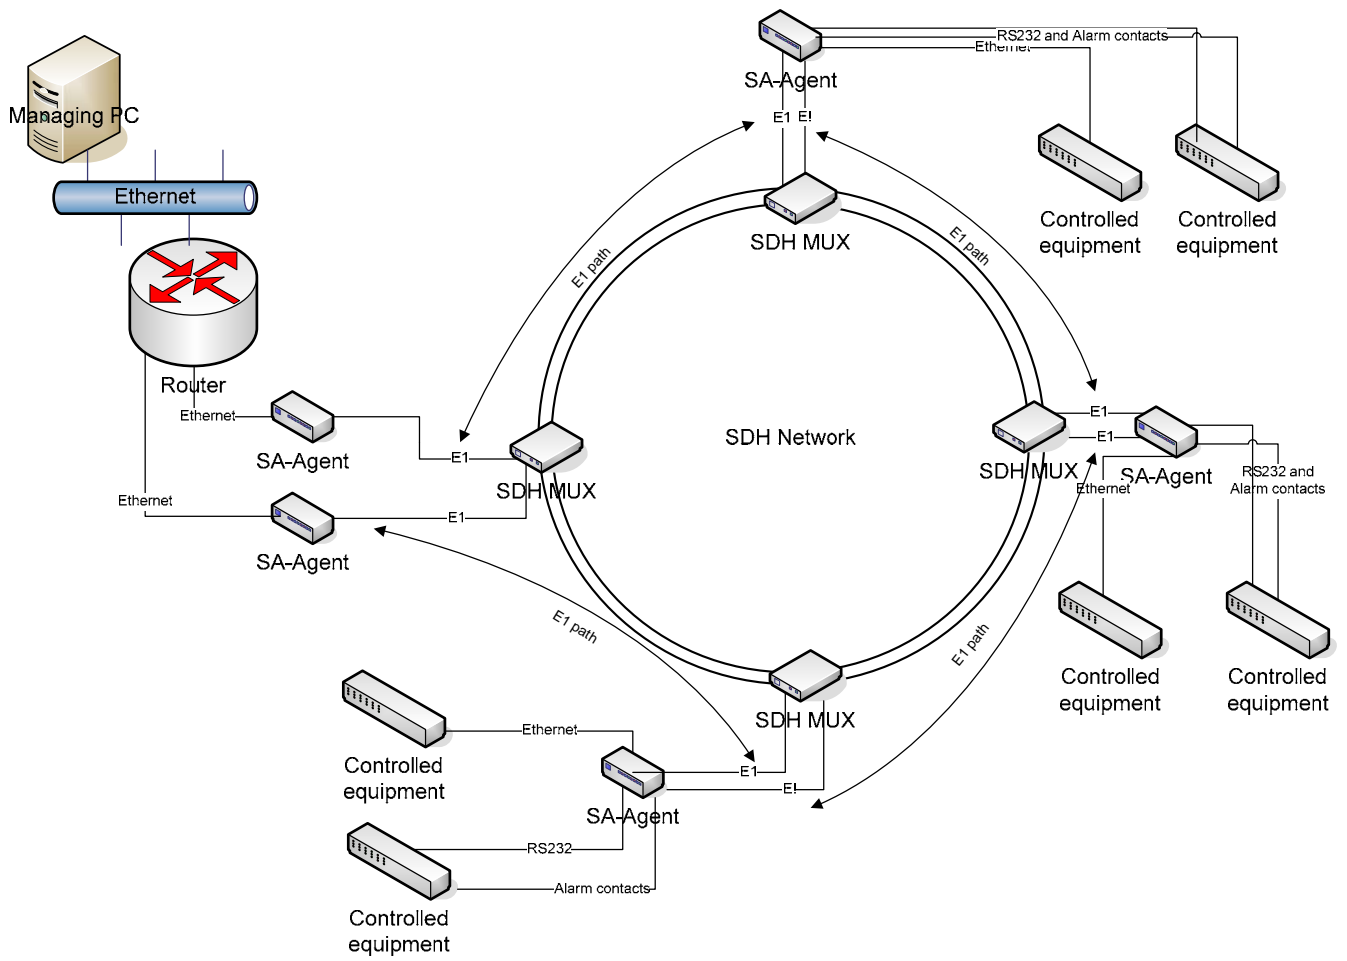 Managing PC
Ethernet
Router
Ethernet
SA-Agent
E1
Ethernet
SA-Agent
E1
SDH MUX
E1 path
SA-Agent
RS232 and Alarm contacts
Ethernet
E1
E!
SDH MUX
Controlled
equipment
Controlled
equipment
E1 path
SDH Network
SDH MUX
E1
E1
SA-Agent
Ethernet
RS232 and
Alarm contacts
Controlled
equipment
Controlled
equipment
E1 path
E1 path
SDH MUX
Controlled
equipment
Ethernet
E1
E!
SA-Agent
RS232
Alarm contacts
Controlled
equipment